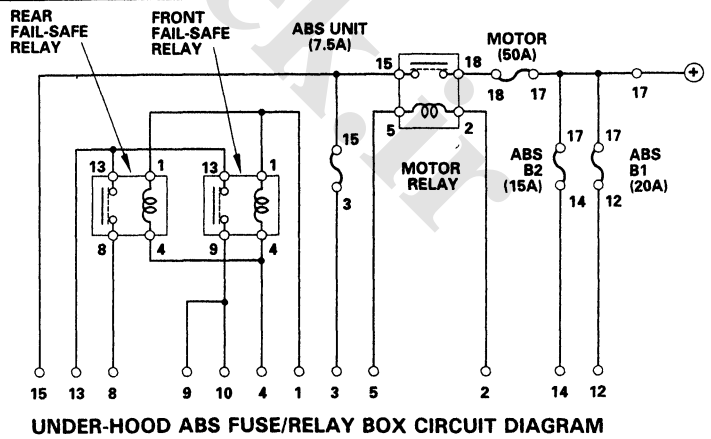 REAR
FAIL-SAFE
RELAY
FRONT
FAIL-SAFE
RELAY
ABS UNIT
(7.5A)
MOTOR
(50A)
15 18
18 17 17
5 2
MOTOR
RELAY
15
3
ABS
B2
(15A)
17
14
17
12
ABS
B1
(20A)
13 1 13 1
8 4 9 4
15 13 8 9 10 4 1 3 5 2 14 12
UNDER-HOOD ABS FUSE/RELAY BOX CIRCUIT DIAGRAM